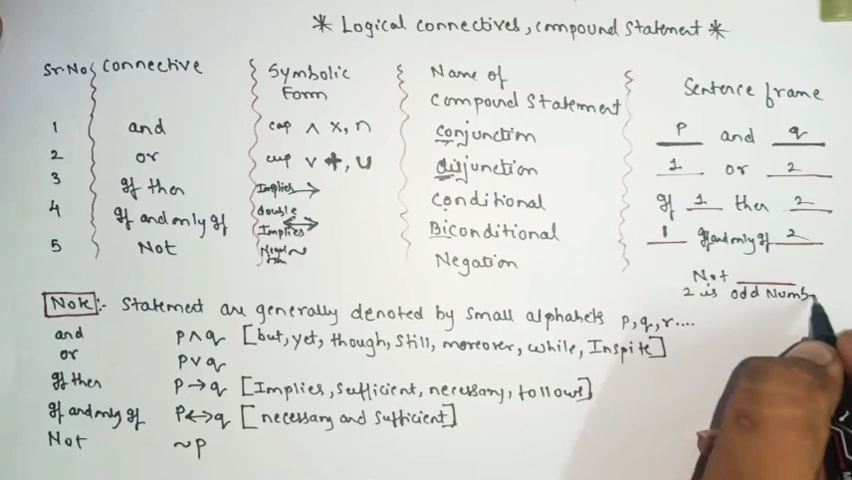 * Logical connectives, compound statement *
Sr.No connective Symbolic Form Name of compound statement Sentence frame
1 and cap ∧ x, ∩ conjunction p and q
2 or cup ∨ +, ∪ disjunction 1 or 2
3 If then Implies → Conditional If 1 then 2
4 If and only if double Implies ↔ Biconditional 1 If and only if 2
5 Not ~ Negation Not ____
2 is odd Numb
Note :- Statement are generally denoted by small alphabets p, q, r....
and p∧q [but, yet, though, still, moreover, while, Inspite]
or p∨q
If then p→q [Implies, sufficient, necessary, follows]
If and only if p↔q [necessary and sufficient]
Not ~p